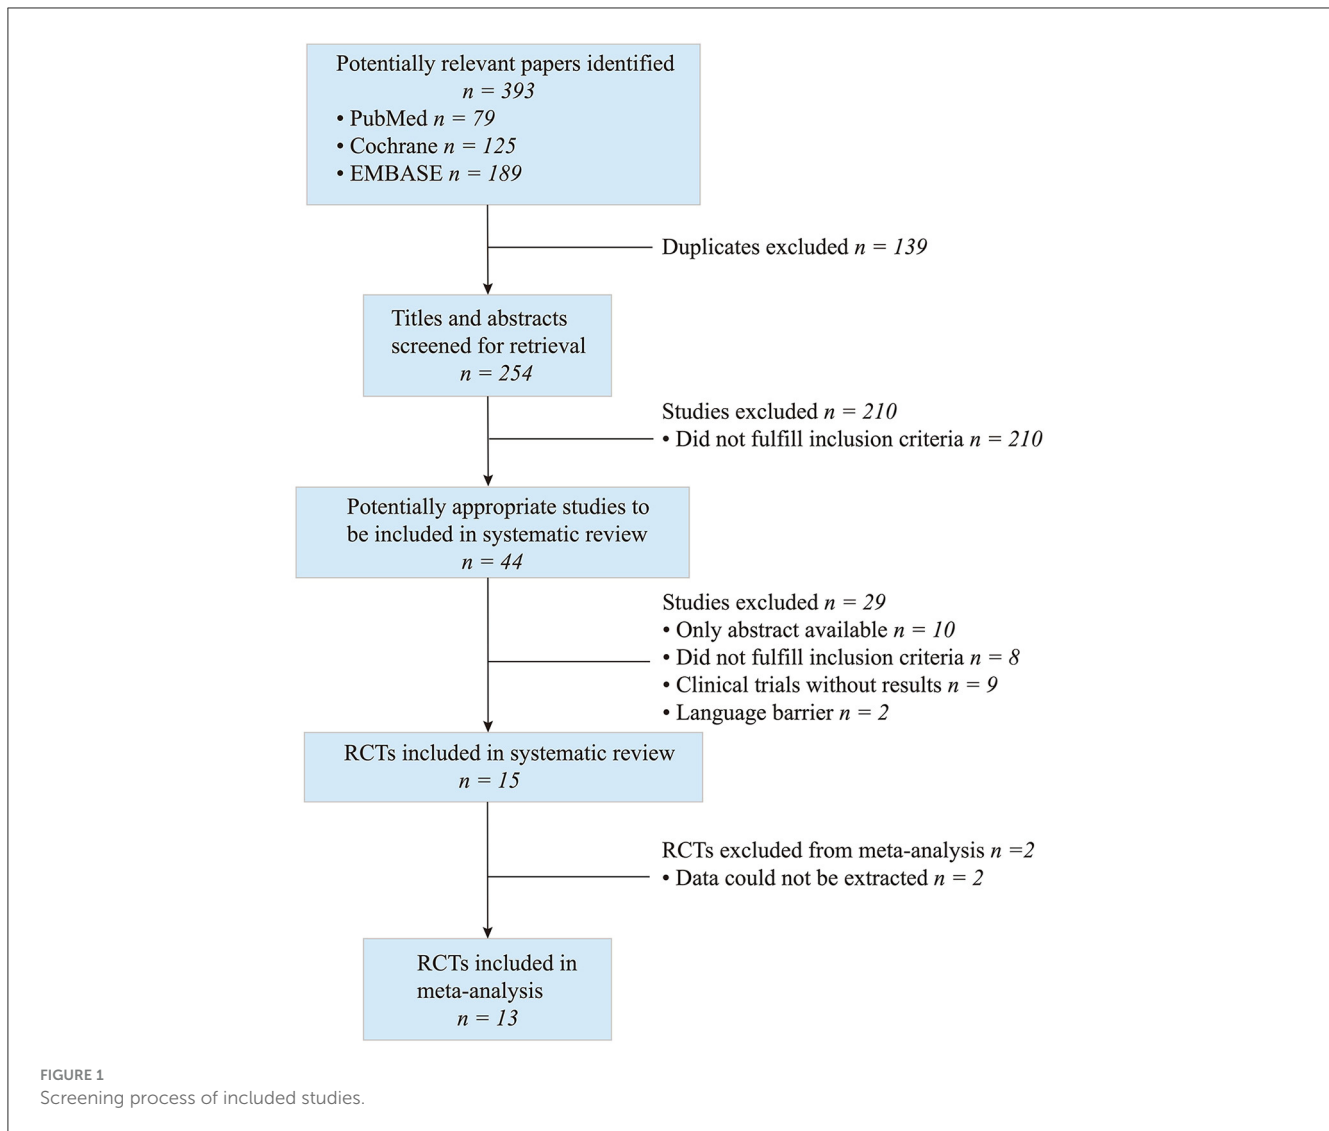 Potentially relevant papers identified
n = 393
• PubMed n = 79
• Cochrane n = 125
• EMBASE n = 189
Duplicates excluded n = 139
Titles and abstracts
screened for retrieval
n = 254
Studies excluded n = 210
• Did not fulfill inclusion criteria n = 210
Potentially appropriate studies to
be included in systematic review
n = 44
Studies excluded n = 29
• Only abstract available n = 10
• Did not fulfill inclusion criteria n = 8
• Clinical trials without results n = 9
• Language barrier n = 2
RCTs included in systematic review
n = 15
RCTs excluded from meta-analysis n =2
• Data could not be extracted n = 2
RCTs included in
meta-analysis
n = 13
FIGURE 1
Screening process of included studies.